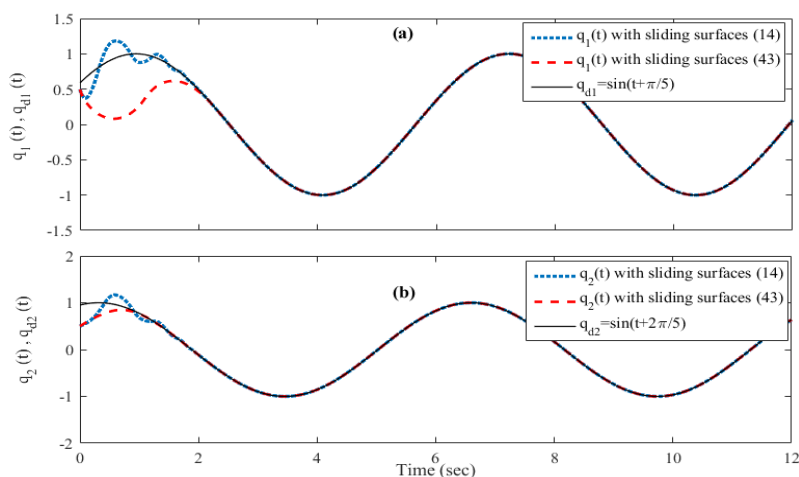 (a)
q1(t) with sliding surfaces (14)
q1(t) with sliding surfaces (43)
qd1=sin(t+π/5)
1.5
1
0.5
0
-0.5
-1
-1.5
q1 (t) , qd1 (t)
(b)
q2(t) with sliding surfaces (14)
q2(t) with sliding surfaces (43)
qd2=sin(t+2π/5)
2
1
0
-1
-2
q2 (t) , qd2 (t)
0 2 4 6 8 10 12
Time (sec)